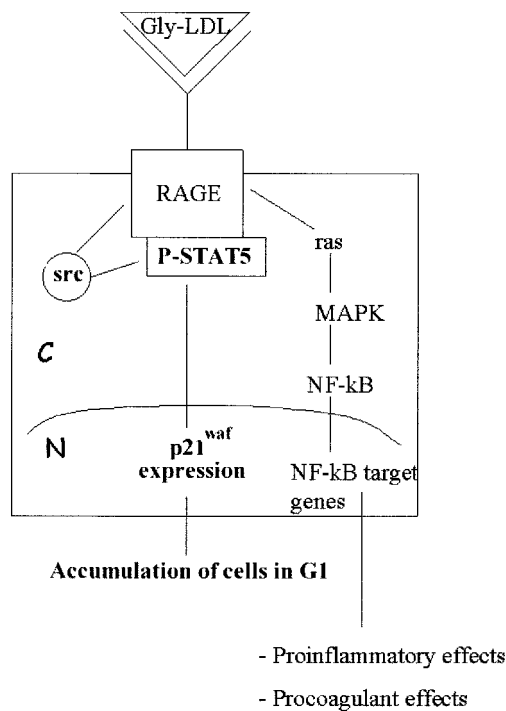 Gly-LDL
RAGE
P-STAT5
src
ras
MAPK
NF-kB
C
N
p21waf
expression
NF-kB target
genes
Accumulation of cells in G1
- Proinflammatory effects
- Procoagulant effects